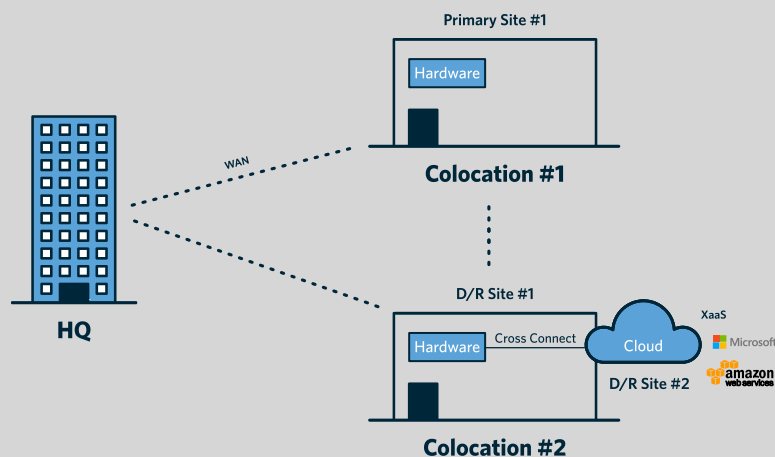 Primary Site #1
Hardware
WAN
Colocation #1
HQ
D/R Site #1
Hardware
Cross Connect
Cloud
XaaS
Microsoft
D/R Site #2
amazon
web services
Colocation #2